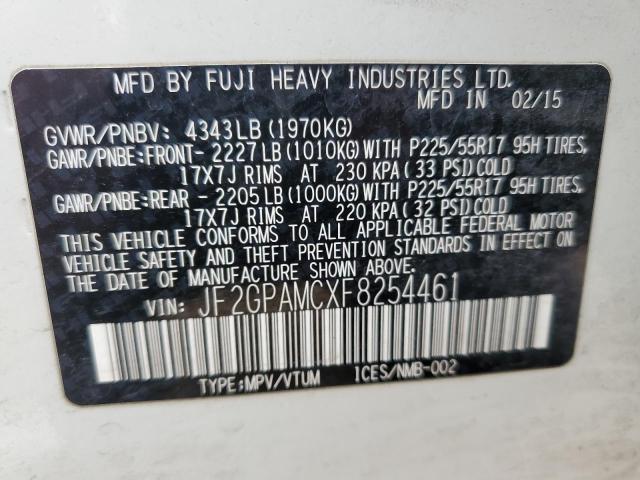 MFD BY FUJI HEAVY INDUSTRIES LTD.
MFD IN 02/15
GVWR/PNBV: 4343LB (1970KG)
GAWR/PNBE:FRONT-2227LB (1010KG) WITH P225/55R17 95H TIRES,
17X7J RIMS AT 230 KPA (33 PSI) COLD
GAWR/PNBE:REAR -2205LB (1000KG) WITH P225/55R17 95H TIRES,
17X7J RIMS AT 220 KPA (32 PSI) COLD
THIS VEHICLE CONFORMS TO ALL APPLICABLE FEDERAL MOTOR
VEHICLE SAFETY AND THEFT PREVENTION STANDARDS IN EFFECT ON
THE DATE OF MANUFACTURE SHOWN ABOVE.
VIN: JF2GPAMCXF8254461
TYPE:MPV/VTUM ICES/NMB-002